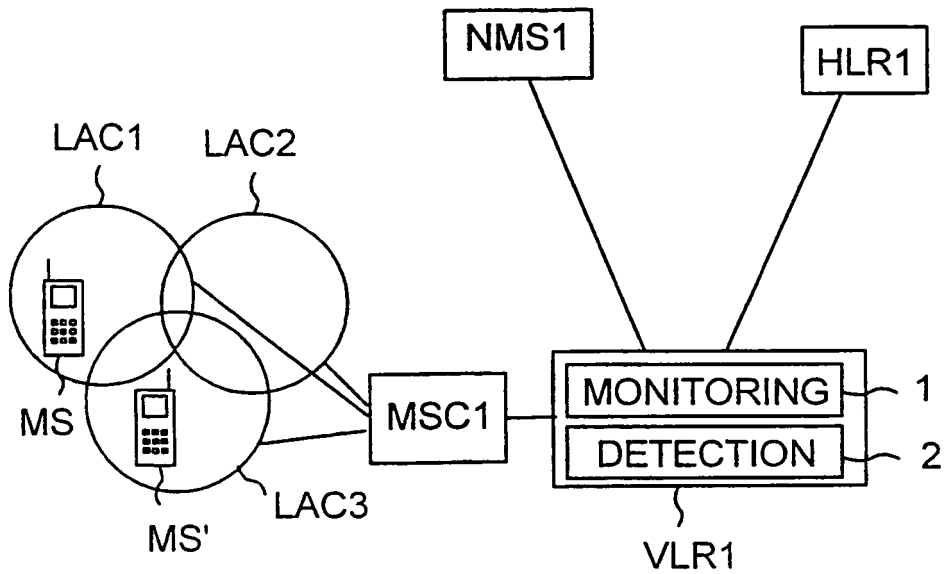 NMS1
HLR1
LAC1
LAC2
MS
MS'
LAC3
MSC1
MONITORING
1
DETECTION
2
VLR1